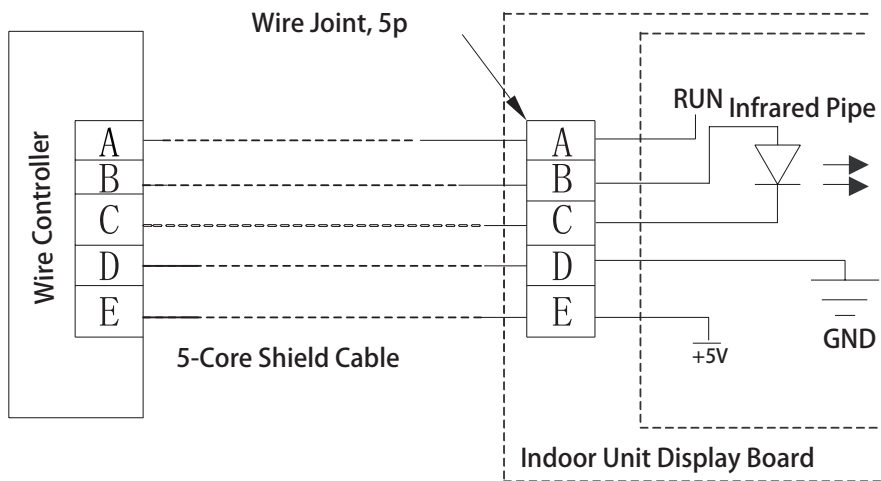 Wire Joint, 5p
RUN
Infrared Pipe
Wire Controller
A
B
C
D
E
A
B
C
D
E
GND
+5V
5-Core Shield Cable
Indoor Unit Display Board